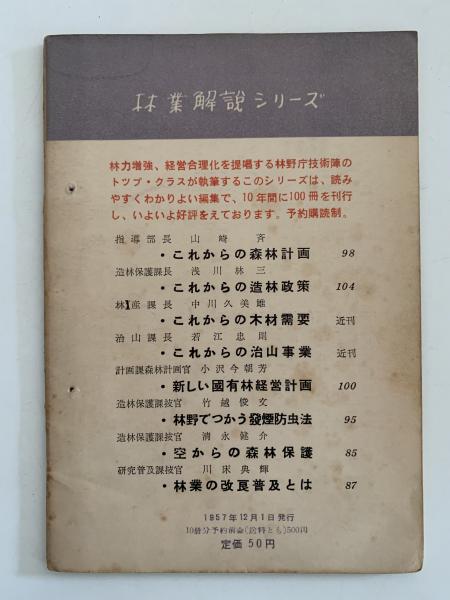 林業解説シリーズ
林力増強、経営合理化を提唱する林野庁技術陣の
トップ・クラスが執筆するこのシリーズは、読み
やすくわかりよい編集で、10年間に100冊を刊行
し、いよいよ好評をえております。予約購読制。
指導部長 山崎斉
・これからの森林計画 98
造林保護課長 浅川林三
・これからの造林政策 104
林産課長 中川久美雄
・これからの木材需要 近刊
治山課長 若江忠則
・これからの治山事業 近刊
計画課森林計画官 小沢今朝芳
・新しい國有林経営計画 100
造林保護課技官 竹越俊文
・林野でつかう發煙防虫法 95
造林保護課技官 清永健介
・空からの森林保護 85
研究普及課技官 川床典輝
・林業の改良普及とは 87
1957年12月1日発行
10冊分予約前金(送料とも)500円
定価50円